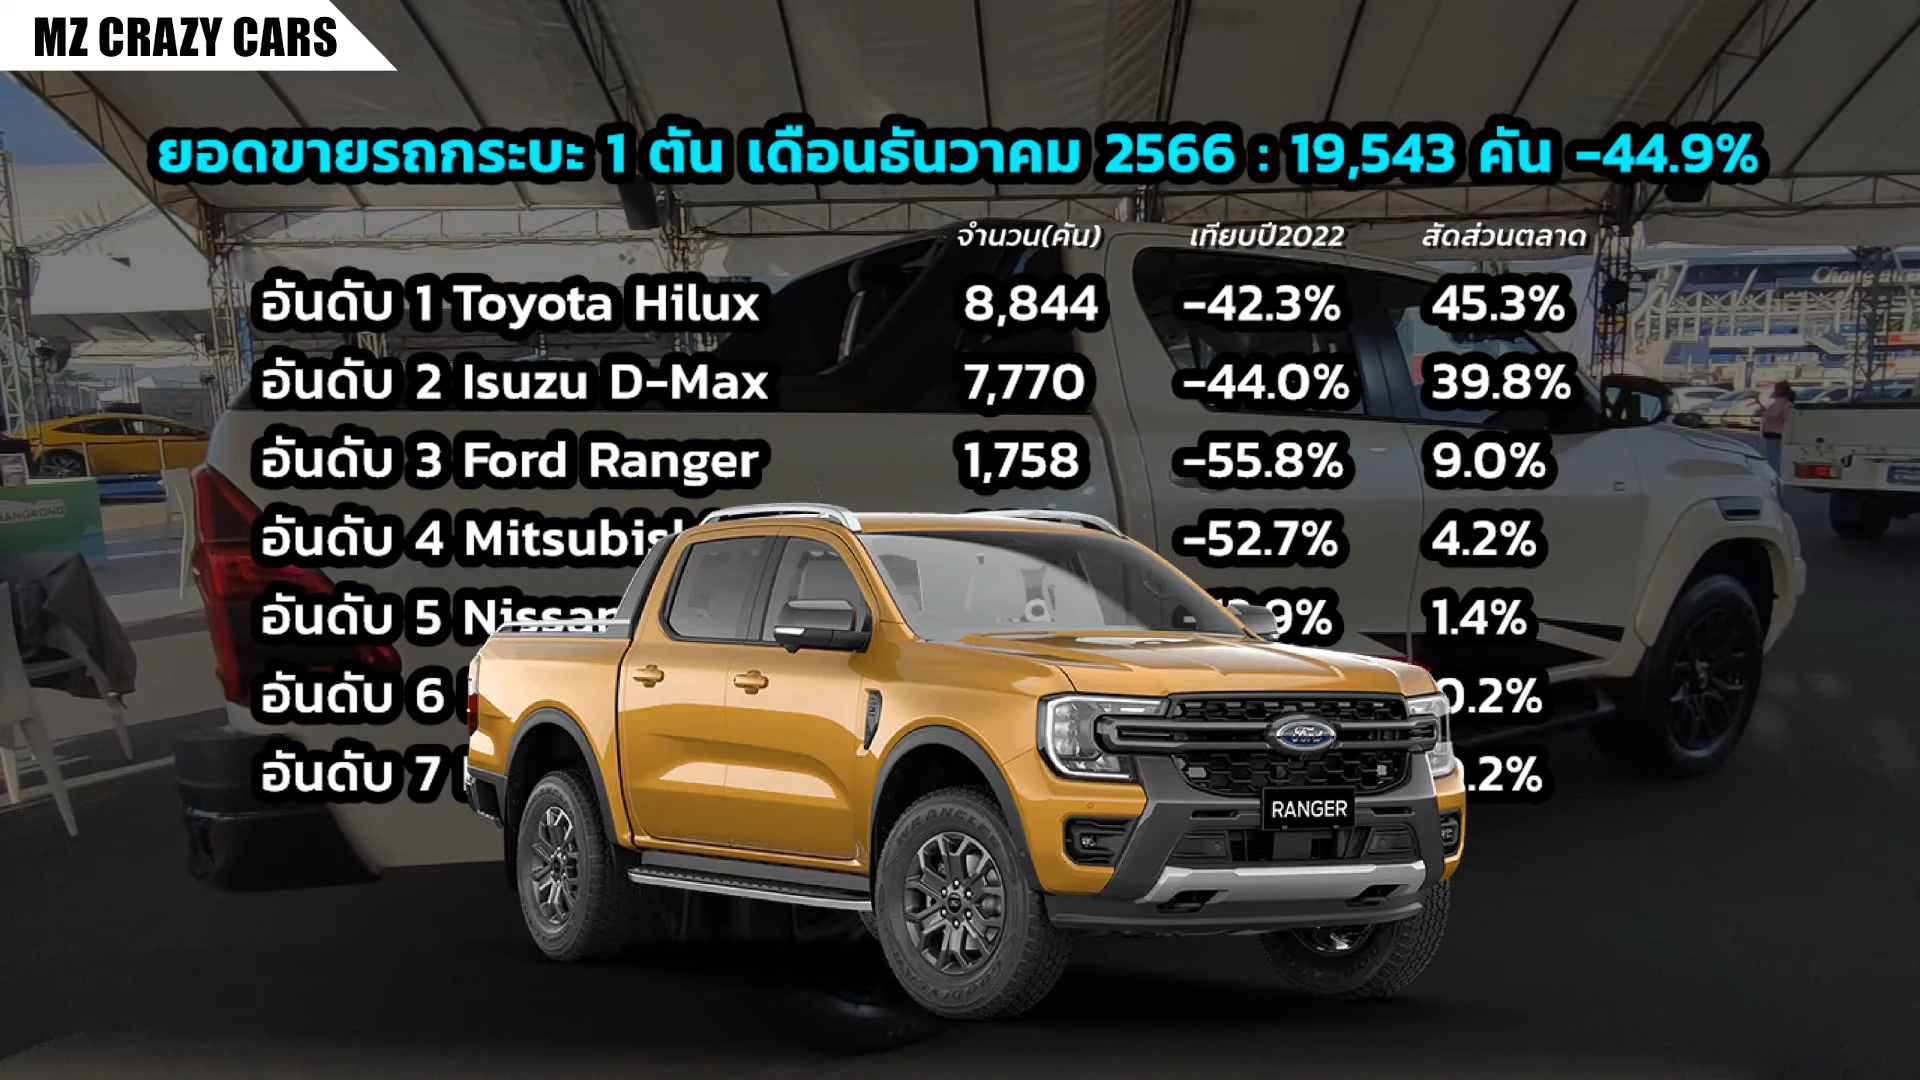 MZ CRAZY CARS
ยอดขายรถกระบะ 1 ตัน เดือนธันวาคม 2566 : 19,543 คัน -44.9%
จำนวน(คัน) เทียบปี2022 สัดส่วนตลาด
อันดับ 1 Toyota Hilux 8,844 -42.3% 45.3%
อันดับ 2 Isuzu D-Max 7,770 -44.0% 39.8%
อันดับ 3 Ford Ranger 1,758 -55.8% 9.0%
อันดับ 4 -52.7% 4.2%
อันดับ 5 Nissan 1.4%
อันดับ 6
อันดับ 7
Ford
RANGER